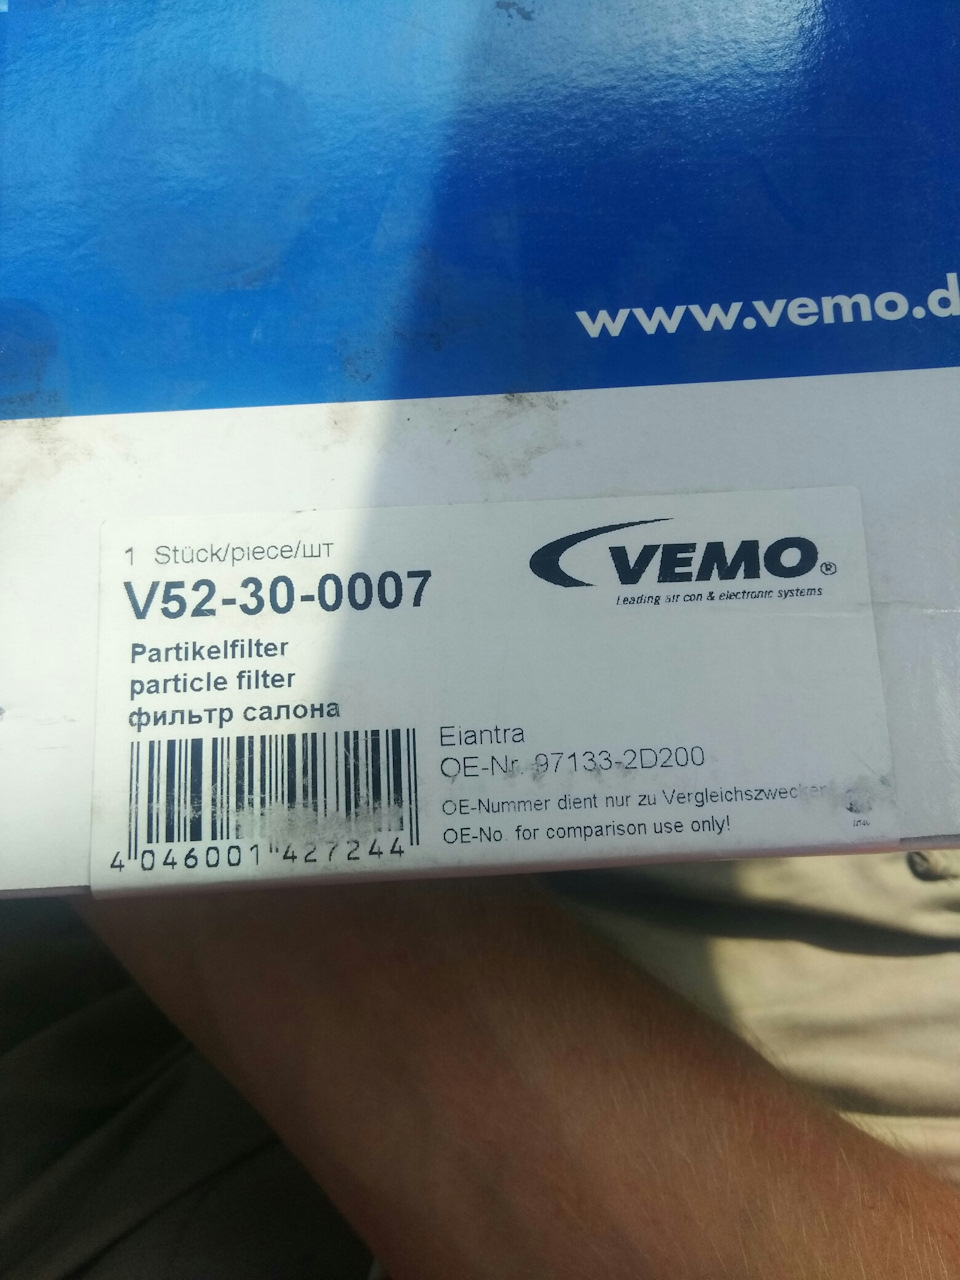 www.vemo.d
1 Stück/piece/шт
V52-30-0007
Partikelfilter
particle filter
фильтр салона
VEMO®
Leading air con & electronic systems
Elantra
OE-Nr. 97133-2D200
OE-Nummer dient nur zu Vergleichszwecken
OE-No. for comparison use only!
4 046001 427244